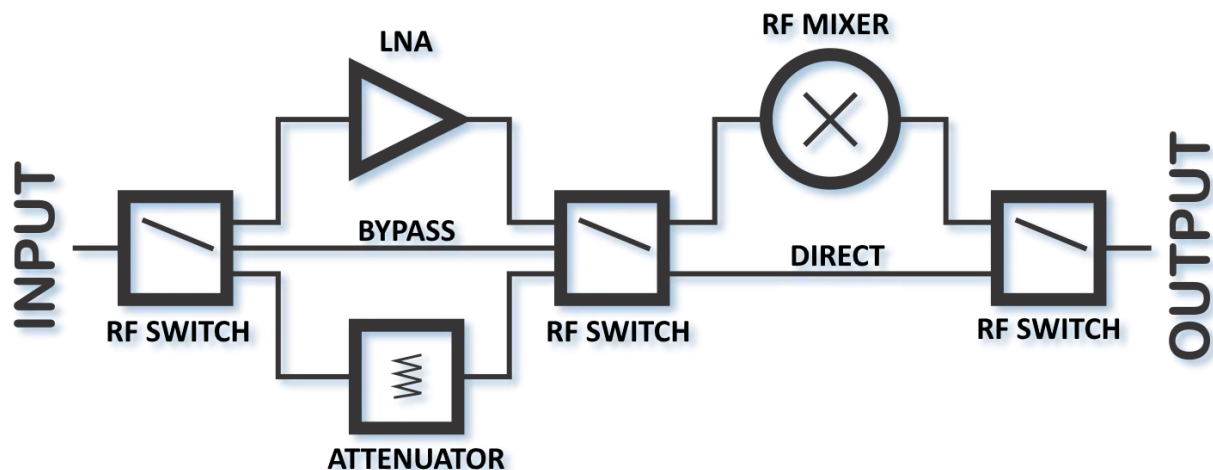 LNA
RF MIXER
INPUT
BYPASS
DIRECT
OUTPUT
RF SWITCH
RF SWITCH
RF SWITCH
ATTENUATOR